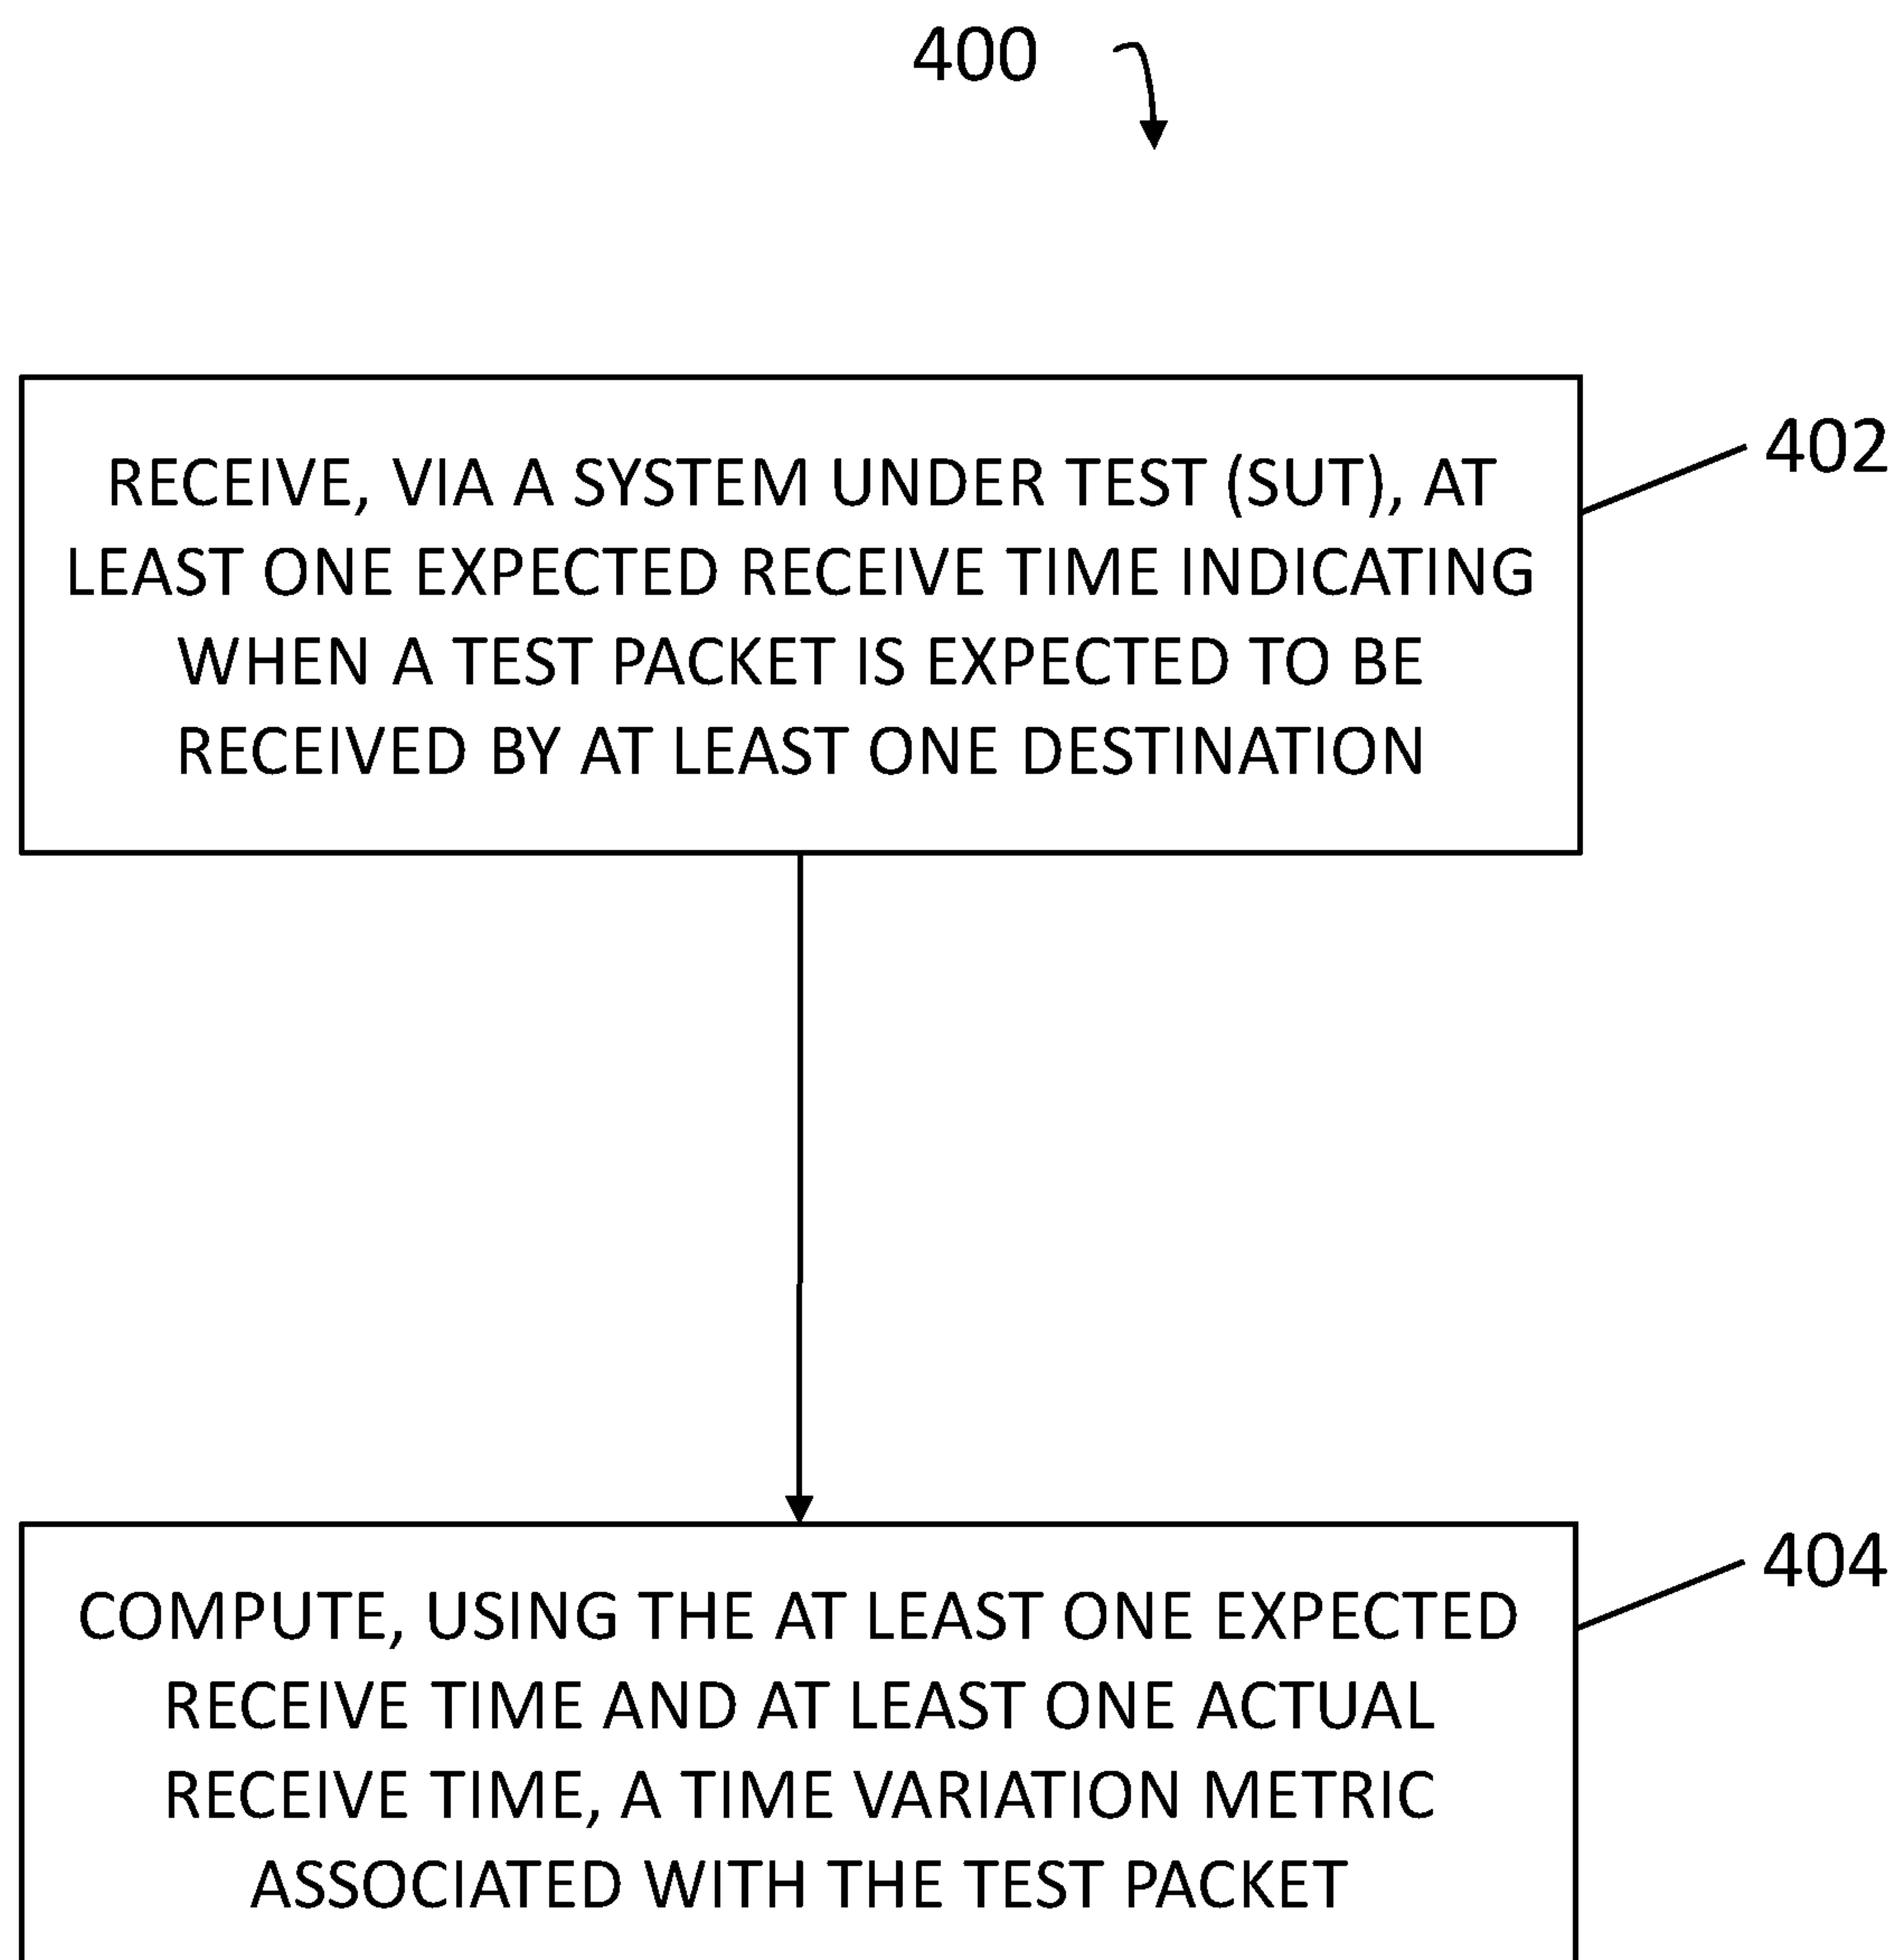 400
RECEIVE, VIA A SYSTEM UNDER TEST (SUT), AT
LEAST ONE EXPECTED RECEIVE TIME INDICATING
WHEN A TEST PACKET IS EXPECTED TO BE
RECEIVED BY AT LEAST ONE DESTINATION
402
COMPUTE, USING THE AT LEAST ONE EXPECTED
RECEIVE TIME AND AT LEAST ONE ACTUAL
RECEIVE TIME, A TIME VARIATION METRIC
ASSOCIATED WITH THE TEST PACKET
404